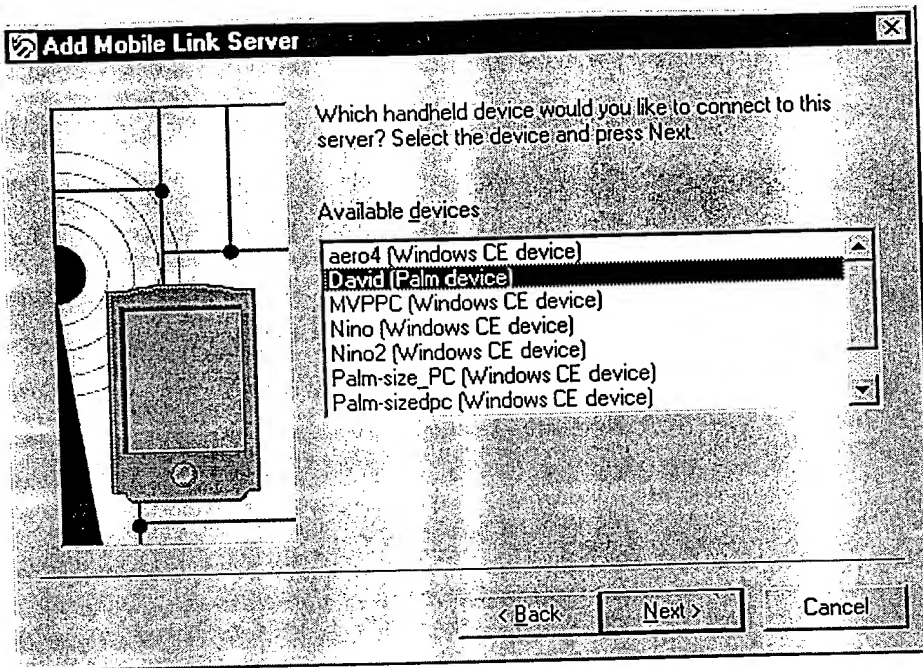 Add Mobile Link Server
Which handheld device would you like to connect to this
server? Select the device and press Next.
Available devices
aero4 (Windows CE device)
David (Palm device)
MVPPC (Windows CE device)
Nino (Windows CE device)
Nino2 (Windows CE device)
Palm-size_PC (Windows CE device)
Palm-sizedpc (Windows CE device)
< Back
Next >
Cancel